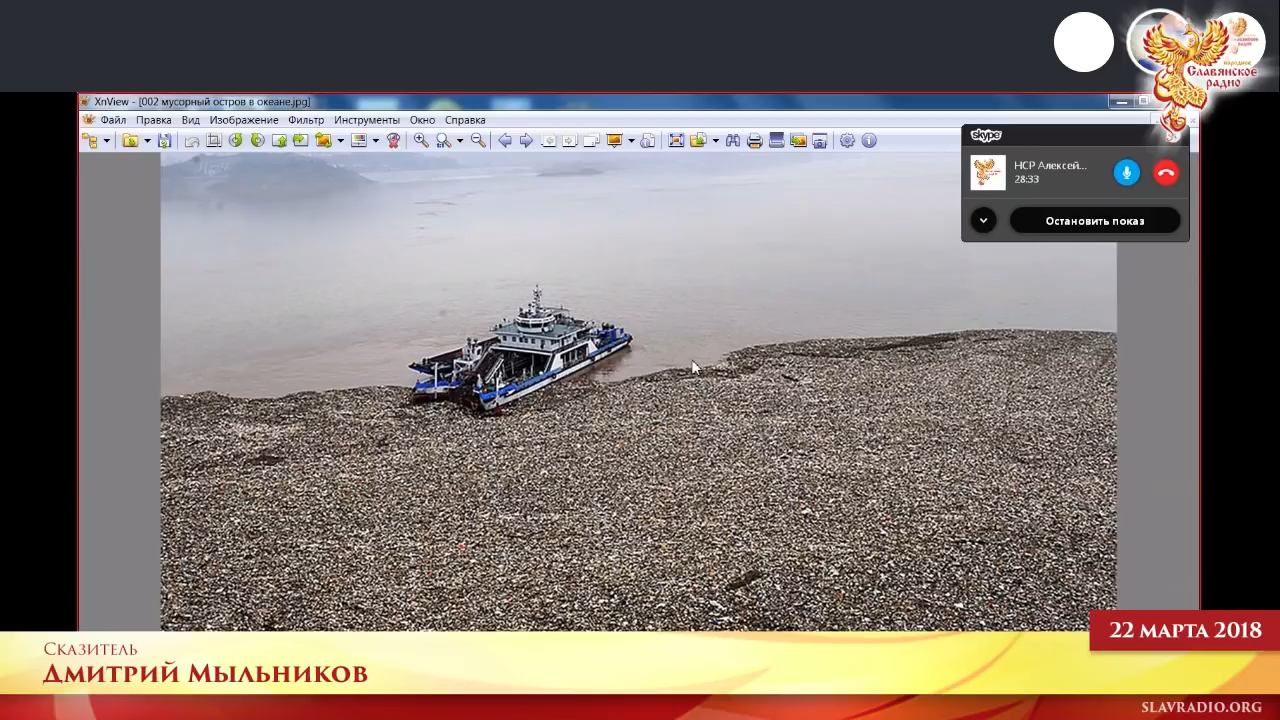 народное
Славянское
радио
XnView - [002 мусорный остров в океане.jpg]
Файл Правка Вид Изображение Фильтр Инструменты Окно Справка
skype
НСР Алексей...
28:33
Остановить показ
22 марта 2018
Сказитель
Дмитрий Мыльников
SLAVRADIO.ORG